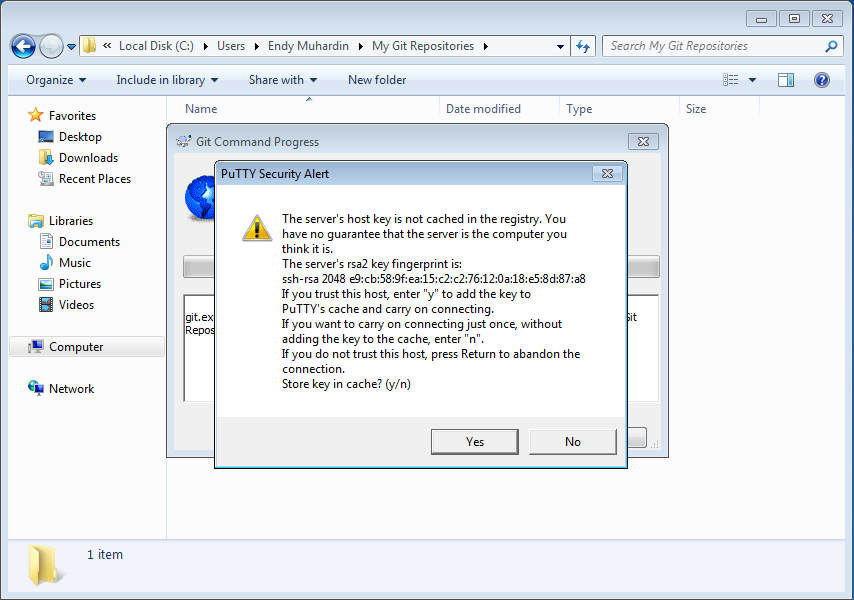 « Local Disk (C:) Users Endy Muhardin My Git Repositories
Search My Git Repositories
Organize Include in library Share with New folder
Name Date modified Type Size
Favorites
Desktop
Downloads
Recent Places
Libraries
Documents
Music
Pictures
Videos
Computer
Network
Git Command Progress
git.ex
Repos
Git
PuTTY Security Alert
The server's host key is not cached in the registry. You
have no guarantee that the server is the computer you
think it is.
The server's rsa2 key fingerprint is:
ssh-rsa 2048 e9:cb:58:9f:ea:15:c2:c2:76:12:0a:18:e5:8d:87:a8
If you trust this host, enter "y" to add the key to
PuTTY's cache and carry on connecting.
If you want to carry on connecting just once, without
adding the key to the cache, enter "n".
If you do not trust this host, press Return to abandon the
connection.
Store key in cache? (y/n)
Yes No
1 item